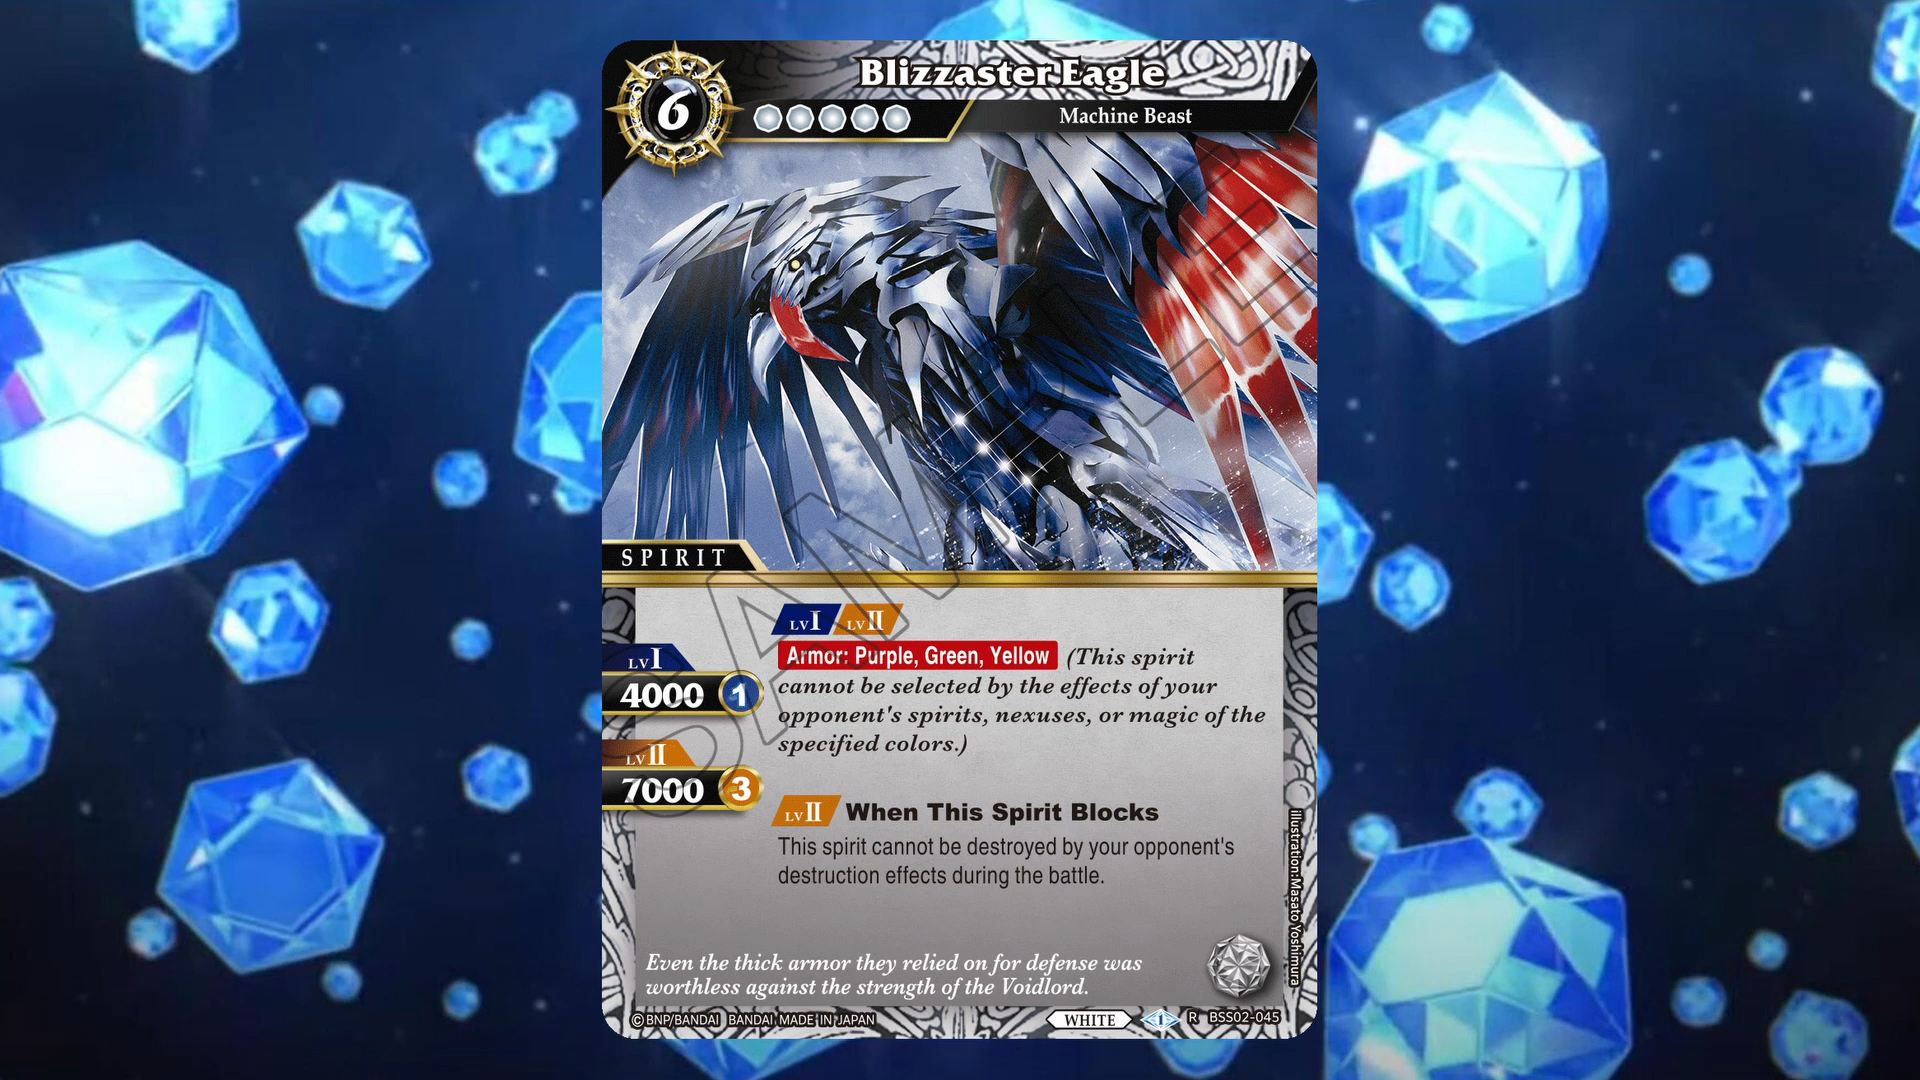 Blizzaster Eagle
6
Machine Beast
SPIRIT
LV I LV II
Armor: Purple, Green, Yellow (This spirit
cannot be selected by the effects of your
opponent's spirits, nexuses, or magic of the
specified colors.)
LV I
4000 1
LV II
7000 3
LV II When This Spirit Blocks
This spirit cannot be destroyed by your opponent's
destruction effects during the battle.
Even the thick armor they relied on for defense was
worthless against the strength of the Voidlord.
illustration:Masato Yoshimura
©BNP/BANDAI BANDAI MADE IN JAPAN
WHITE 1 R BSS02-045
SAMPLE